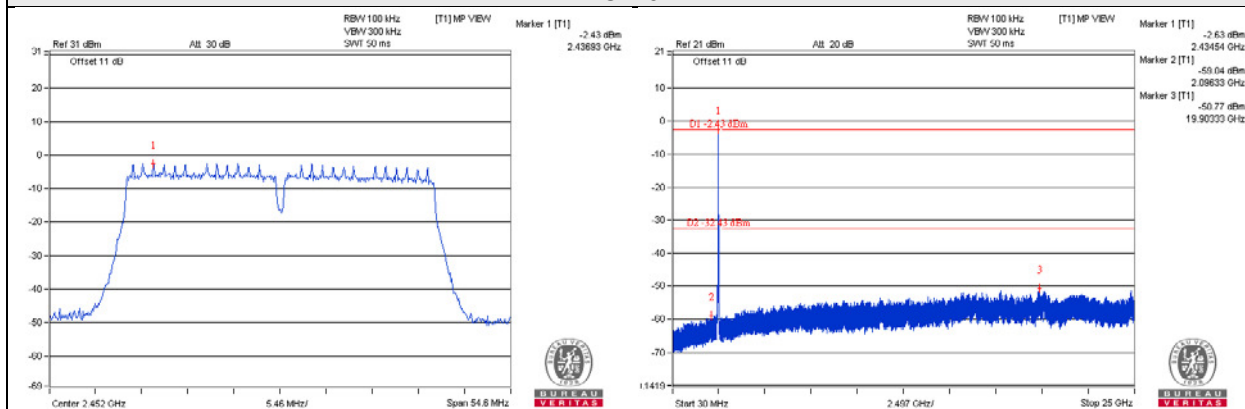 RBW 100 kHz
[T1] MP VIEW
VBW 300 kHz
Ref 31 dBm
Att 30 dB
SWT 50 ms
Marker 1 [T1]
-2.43 dBm
2.43693 GHz
Offset 11 dB
31
20
10
0
-10
-20
-30
-40
-50
-60
-69
1
Center 2.452 GHz
5.46 MHz/
Span 54.6 MHz
BUREAU
VERITAS
RBW 100 kHz
[T1] MP VIEW
VBW 300 kHz
Ref 21 dBm
Att 20 dB
SWT 50 ms
Marker 1 [T1]
-2.63 dBm
2.43454 GHz
Marker 2 [T1]
-59.04 dBm
2.09633 GHz
Marker 3 [T1]
-50.77 dBm
19.90333 GHz
Offset 11 dB
21
10
0
-10
-20
-30
-40
-50
-60
-70
1
D1 -2.43 dBm
D2 -32.43 dBm
2
3
Start 30 MHz
2.497 GHz/
Stop 25 GHz
BUREAU
VERITAS